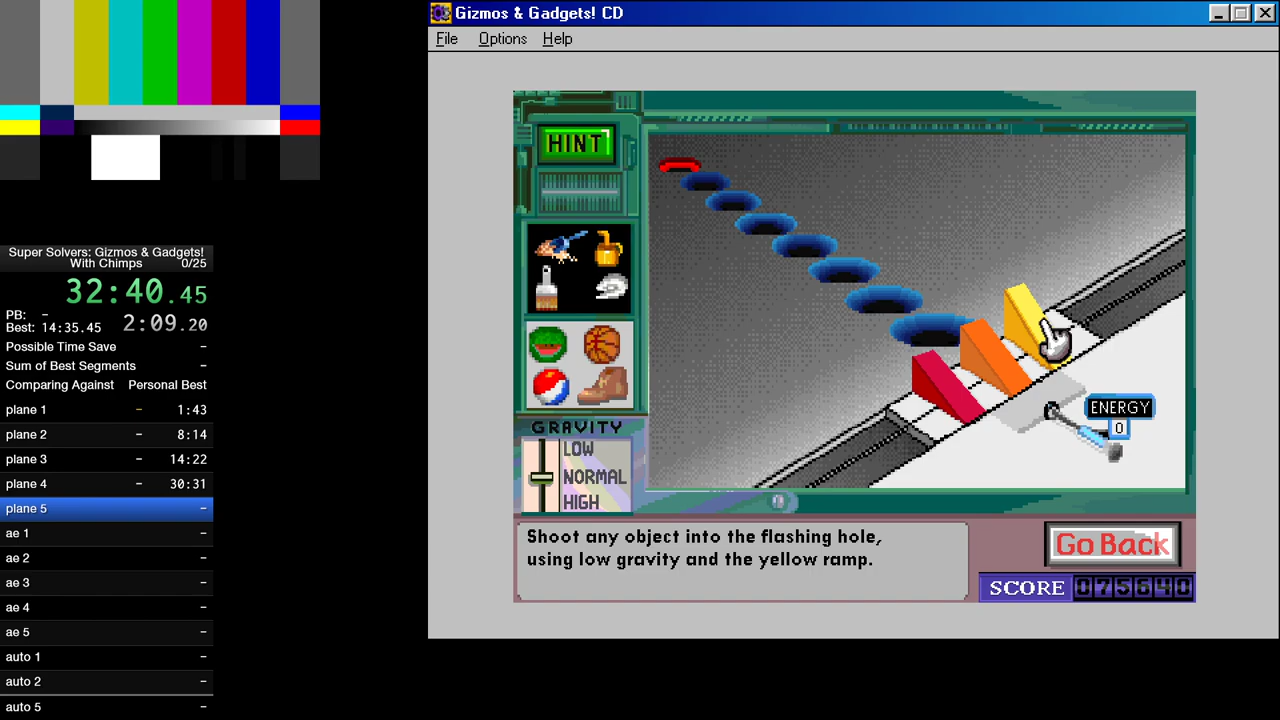 Gizmos & Gadgets! CD
File Options Help
HINT
GRAVITY
LOW
NORMAL
HIGH
ENERGY
0
Shoot any object into the flashing hole,
using low gravity and the yellow ramp.
Go Back
SCORE 075640
Super Solvers: Gizmos & Gadgets!
With Chimps 0/25
32:40.45
PB: -
Best: 14:35.45 2:09.20
Possible Time Save -
Sum of Best Segments -
Comparing Against Personal Best
plane 1 - 1:43
plane 2 - 8:14
plane 3 - 14:22
plane 4 - 30:31
plane 5 -
ae 1 -
ae 2 -
ae 3 -
ae 4 -
ae 5 -
auto 1 -
auto 2 -
auto 5 -